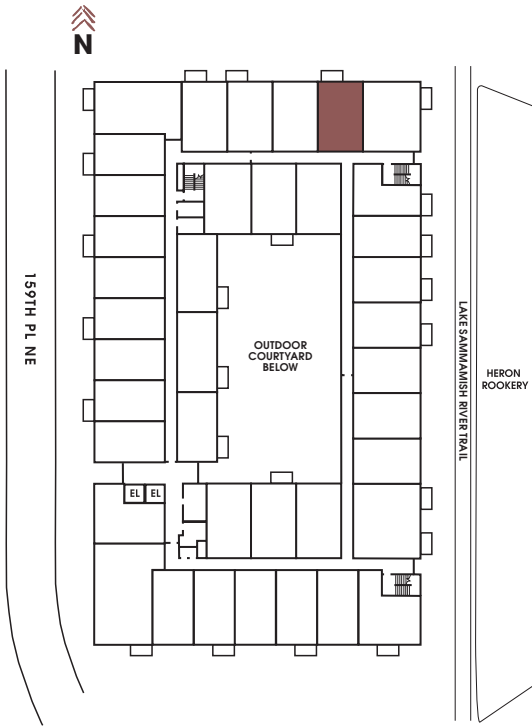 N
159TH PL NE
EL
EL
OUTDOOR
COURTYARD
BELOW
LAKE SAMMAMISH RIVER TRAIL
HERON
ROOKERY